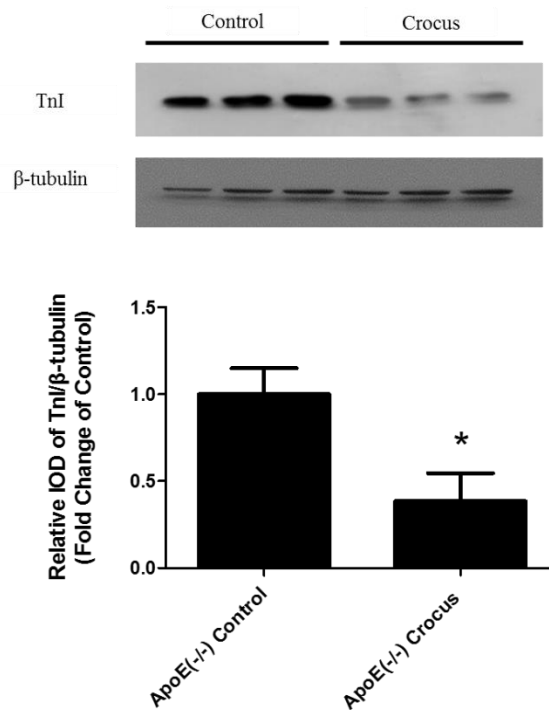 Control Crocus
TnI
β-tubulin
Relative IOD of TnI/β-tubulin
(Fold Change of Control)
1.5
1.0
0.5
0.0
*
ApoE(-/-) Control
ApoE(-/-) Crocus